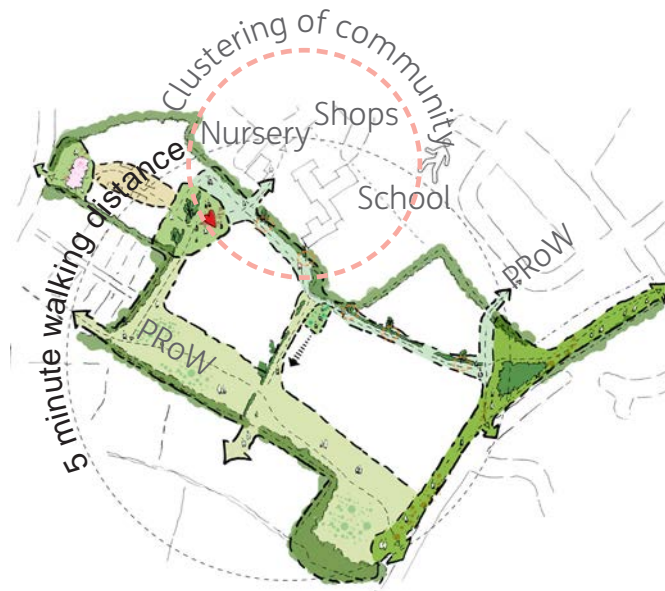 Clustering of community
Shops
Nursery
School
5 minute walking distance
PRoW
PRoW